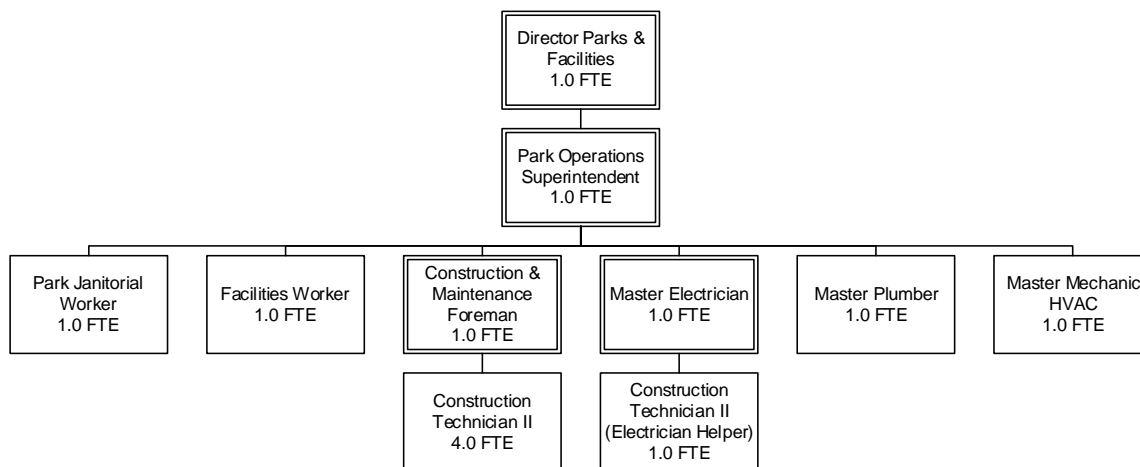 Director Parks &
Facilities
1.0 FTE
Park Operations
Superintendent
1.0 FTE
Park Janitorial
Worker
1.0 FTE
Facilities Worker
1.0 FTE
Construction &
Maintenance
Foreman
1.0 FTE
Master Electrician
1.0 FTE
Master Plumber
1.0 FTE
Master Mechanic
HVAC
1.0 FTE
Construction
Technician II
4.0 FTE
Construction
Technician II
(Electrician Helper)
1.0 FTE